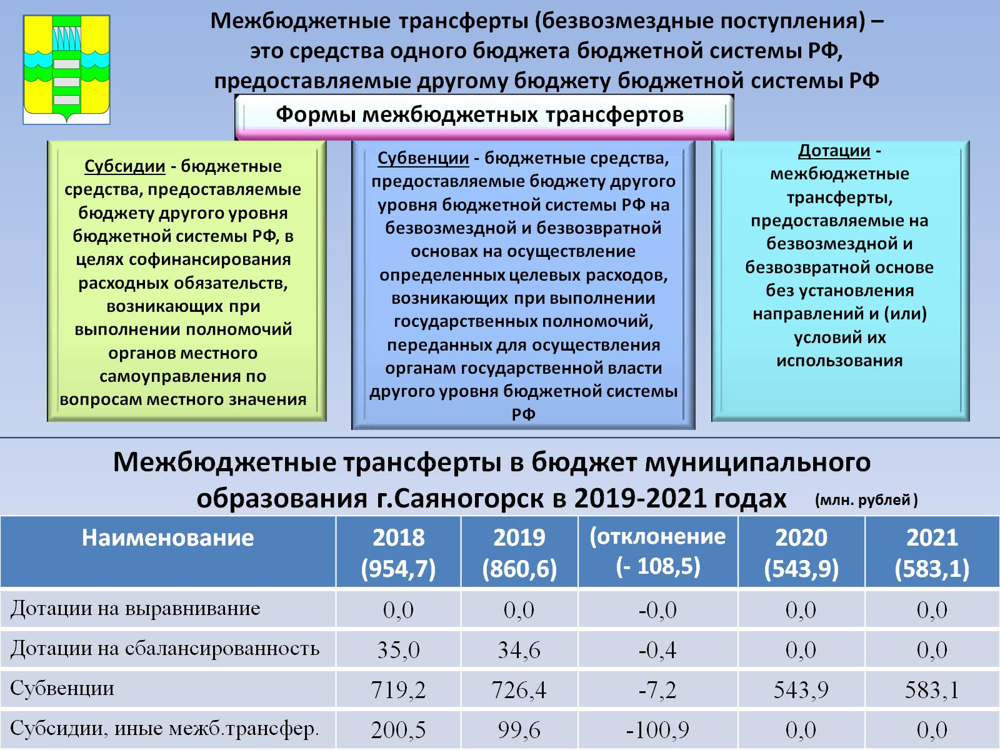 Межбюджетные трансферты (безвозмездные поступления) –
это средства одного бюджета бюджетной системы РФ,
предоставляемые другому бюджету бюджетной системы РФ
Формы межбюджетных трансфертов
Субсидии - бюджетные
средства, предоставляемые
бюджету другого уровня
бюджетной системы РФ, в
целях софинансирования
расходных обязательств,
возникающих при
выполнении полномочий
органов местного
самоуправления по
вопросам местного значения
Субвенции - бюджетные средства,
предоставляемые бюджету другого
уровня бюджетной системы РФ на
безвозмездной и безвозвратной
основах на осуществление
определенных целевых расходов,
возникающих при выполнении
государственных полномочий,
переданных для осуществления
органам государственной власти
другого уровня бюджетной системы
РФ
Дотации -
межбюджетные
трансферты,
предоставляемые на
безвозмездной и
безвозвратной основе
без установления
направлений и (или)
условий их
использования
Межбюджетные трансферты в бюджет муниципального
образования г.Саяногорск в 2019-2021 годах (млн. рублей )
Наименование 2018 2019 (отклонение 2020 2021
(954,7) (860,6) (- 108,5) (543,9) (583,1)
Дотации на выравнивание 0,0 0,0 -0,0 0,0 0,0
Дотации на сбалансированность 35,0 34,6 -0,4 0,0 0,0
Субвенции 719,2 726,4 -7,2 543,9 583,1
Субсидии, иные межб.трансфер. 200,5 99,6 -100,9 0,0 0,0